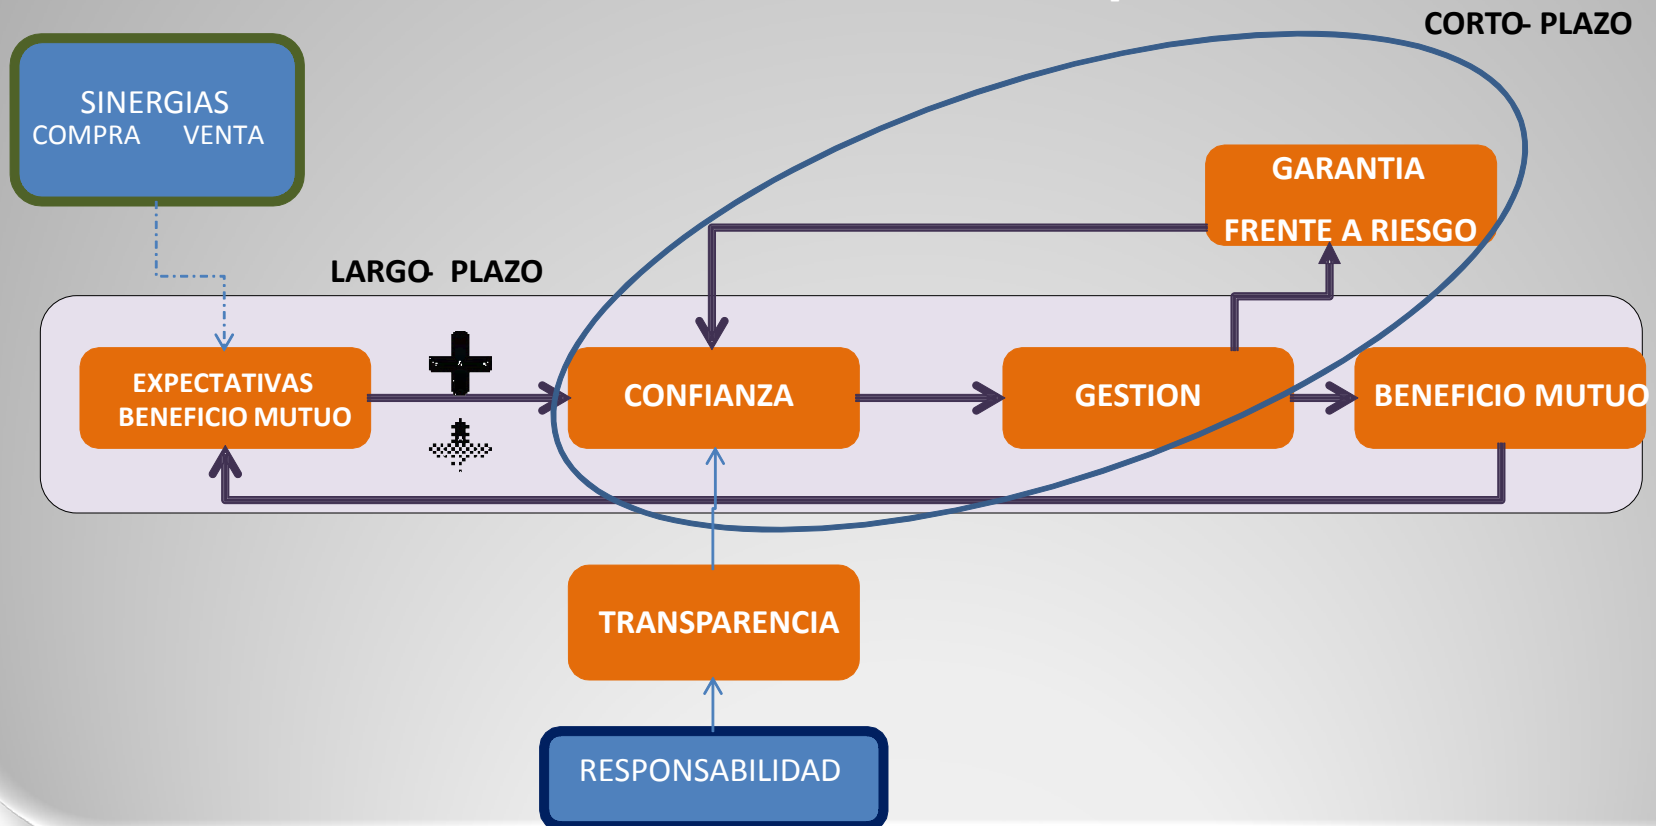 CORTO- PLAZO
SINERGIAS
COMPRA VENTA
GARANTIA
FRENTE A RIESGO
LARGO- PLAZO
EXPECTATIVAS
BENEFICIO MUTUO
CONFIANZA
GESTION
BENEFICIO MUTUO
TRANSPARENCIA
RESPONSABILIDAD